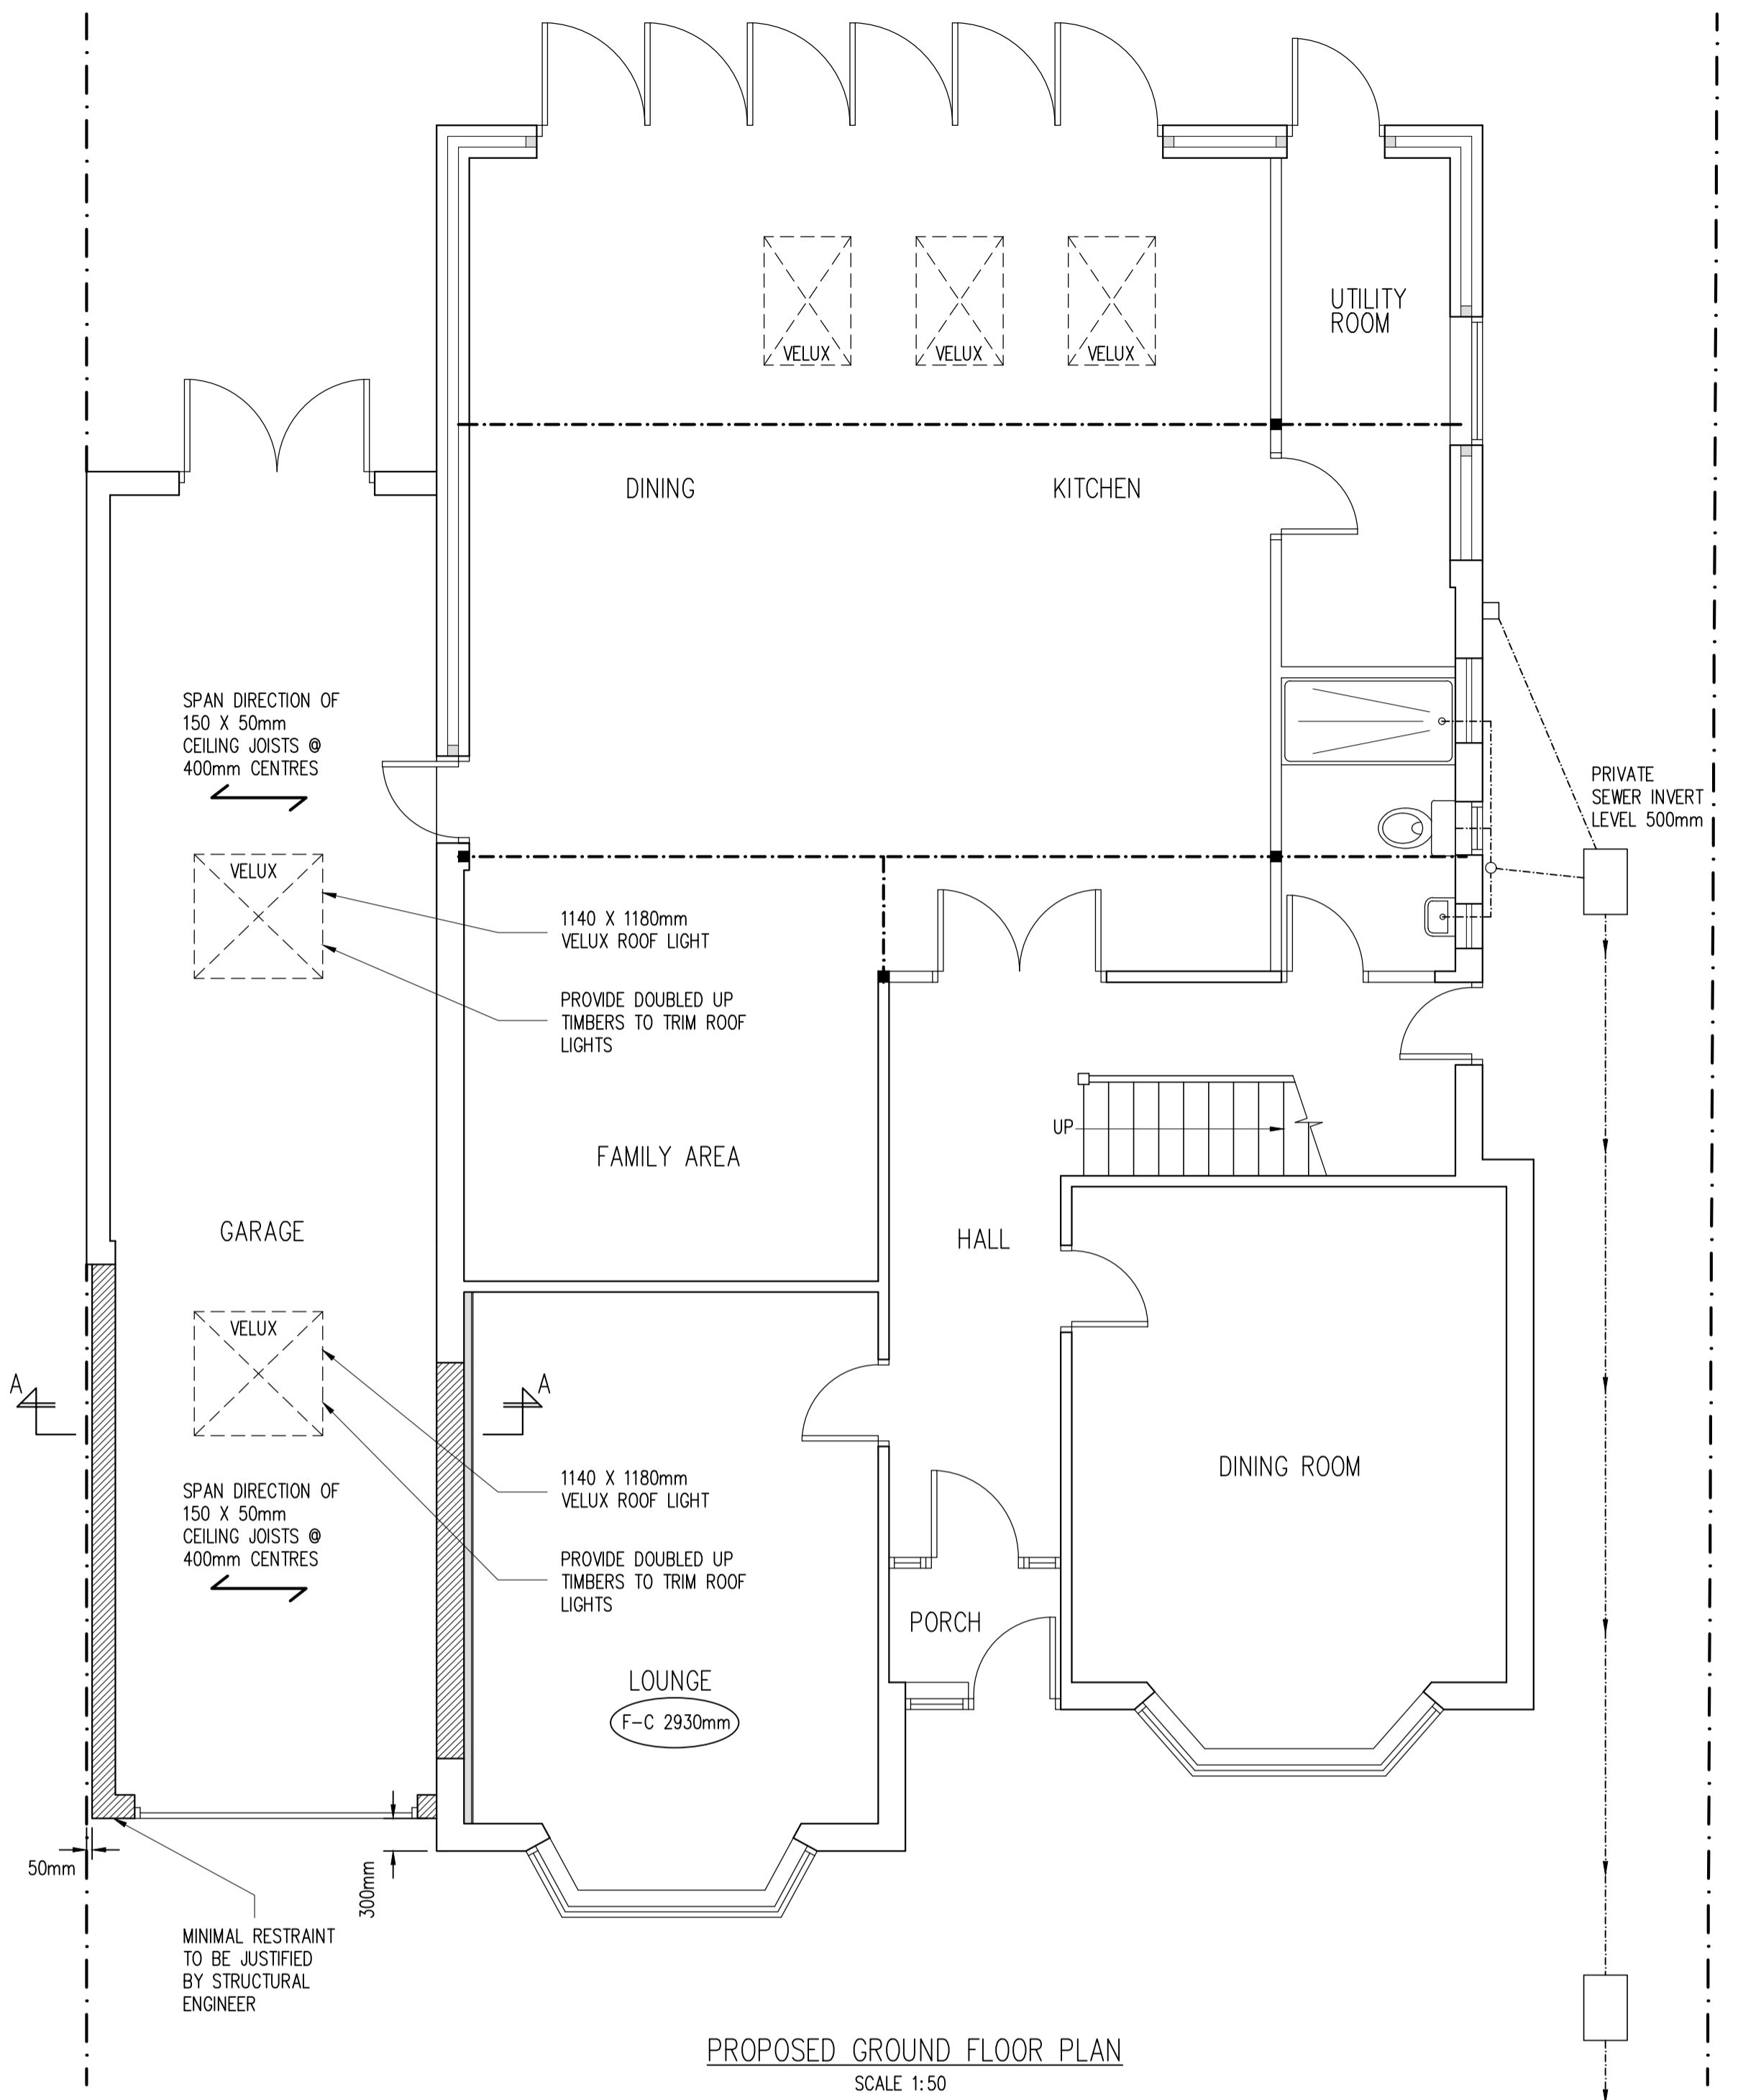 VELUX
VELUX
VELUX
UTILITY
ROOM
DINING
KITCHEN
SPAN DIRECTION OF
150 X 50mm
CEILING JOISTS @
400mm CENTRES
PRIVATE
SEWER INVERT
LEVEL 500mm
VELUX
1140 X 1180mm
VELUX ROOF LIGHT
PROVIDE DOUBLED UP
TIMBERS TO TRIM ROOF
LIGHTS
UP
FAMILY AREA
GARAGE
HALL
VELUX
A
A
DINING ROOM
1140 X 1180mm
VELUX ROOF LIGHT
SPAN DIRECTION OF
150 X 50mm
CEILING JOISTS @
400mm CENTRES
PROVIDE DOUBLED UP
TIMBERS TO TRIM ROOF
LIGHTS
PORCH
LOUNGE
F-C 2930mm
50mm
300mm
MINIMAL RESTRAINT
TO BE JUSTIFIED
BY STRUCTURAL
ENGINEER
PROPOSED GROUND FLOOR PLAN
SCALE 1:50